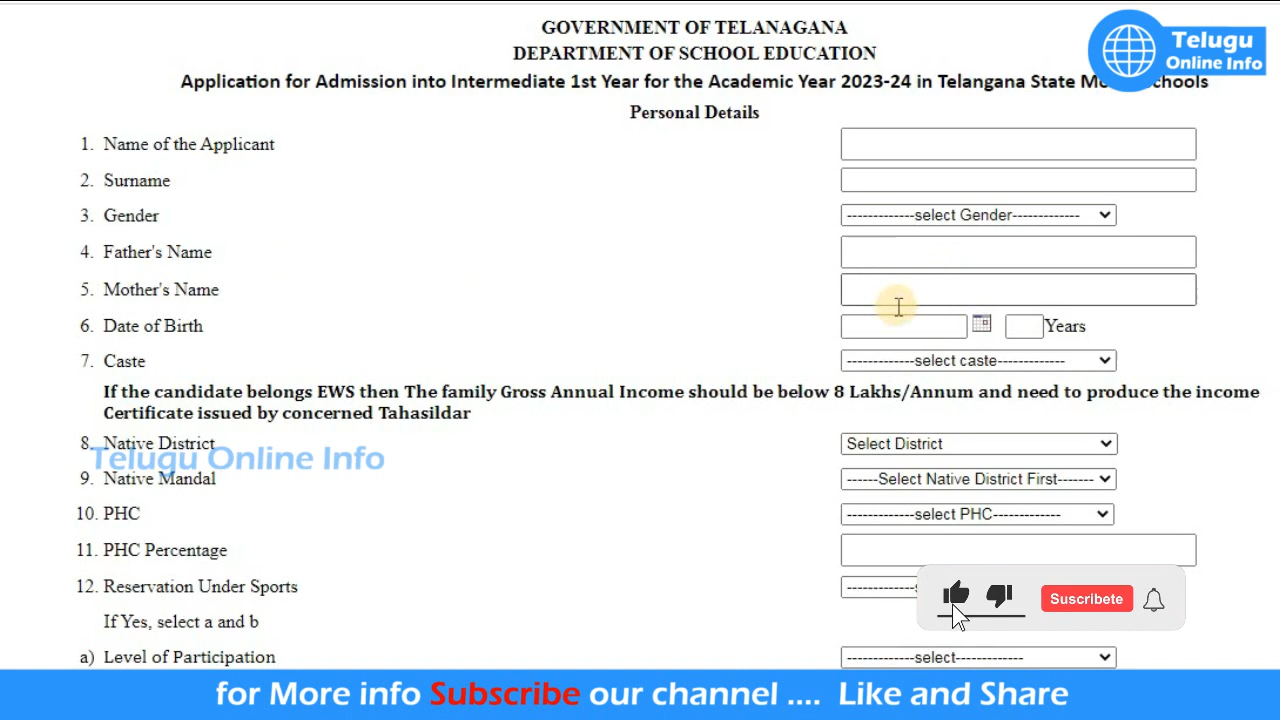 GOVERNMENT OF TELANAGANA
DEPARTMENT OF SCHOOL EDUCATION
Telugu
Online Info
Application for Admission into Intermediate 1st Year for the Academic Year 2023-24 in Telangana State
Personal Details
1. Name of the Applicant
2. Surname
3. Gender -------------select Gender-------------
4. Father's Name
5. Mother's Name
6. Date of Birth Years
7. Caste -------------select caste-------------
If the candidate belongs EWS then The family Gross Annual Income should be below 8 Lakhs/Annum and need to produce the income
Certificate issued by concerned Tahasildar
8. Native District Select District
Telugu Online Info
9. Native Mandal ------Select Native District First-------
10. PHC -------------select PHC-------------
11. PHC Percentage
12. Reservation Under Sports
Suscribete
If Yes, select a and b
a) Level of Participation -------------select-------------
for More info Subscribe our channel .... Like and Share